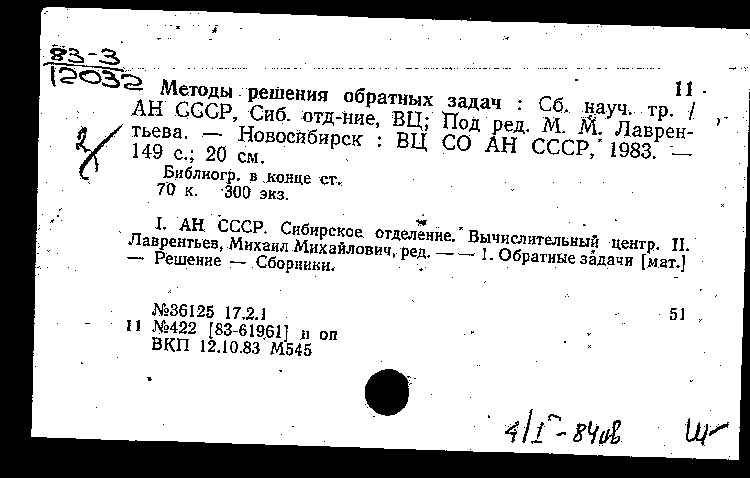 83-3
12032
11
Методы решения обратных задач : Сб. науч. тр. /
АН СССР, Сиб. отд-ние, ВЦ; Под ред. М. М. Лаврен-
тьева. — Новосибирск : ВЦ СО АН СССР, 1983. —
149 с.; 20 см.
Библиогр. в конце ст.
70 к. 300 экз.
I. АН СССР. Сибирское отделение. Вычислительный центр. II.
Лаврентьев, Михаил Михайлович, ред. — — 1. Обратные задачи [мат.]
— Решение — Сборники.
№36125 17.2.1 51
11 №422 [83-61961] п оп
ВКП 12.10.83 М545